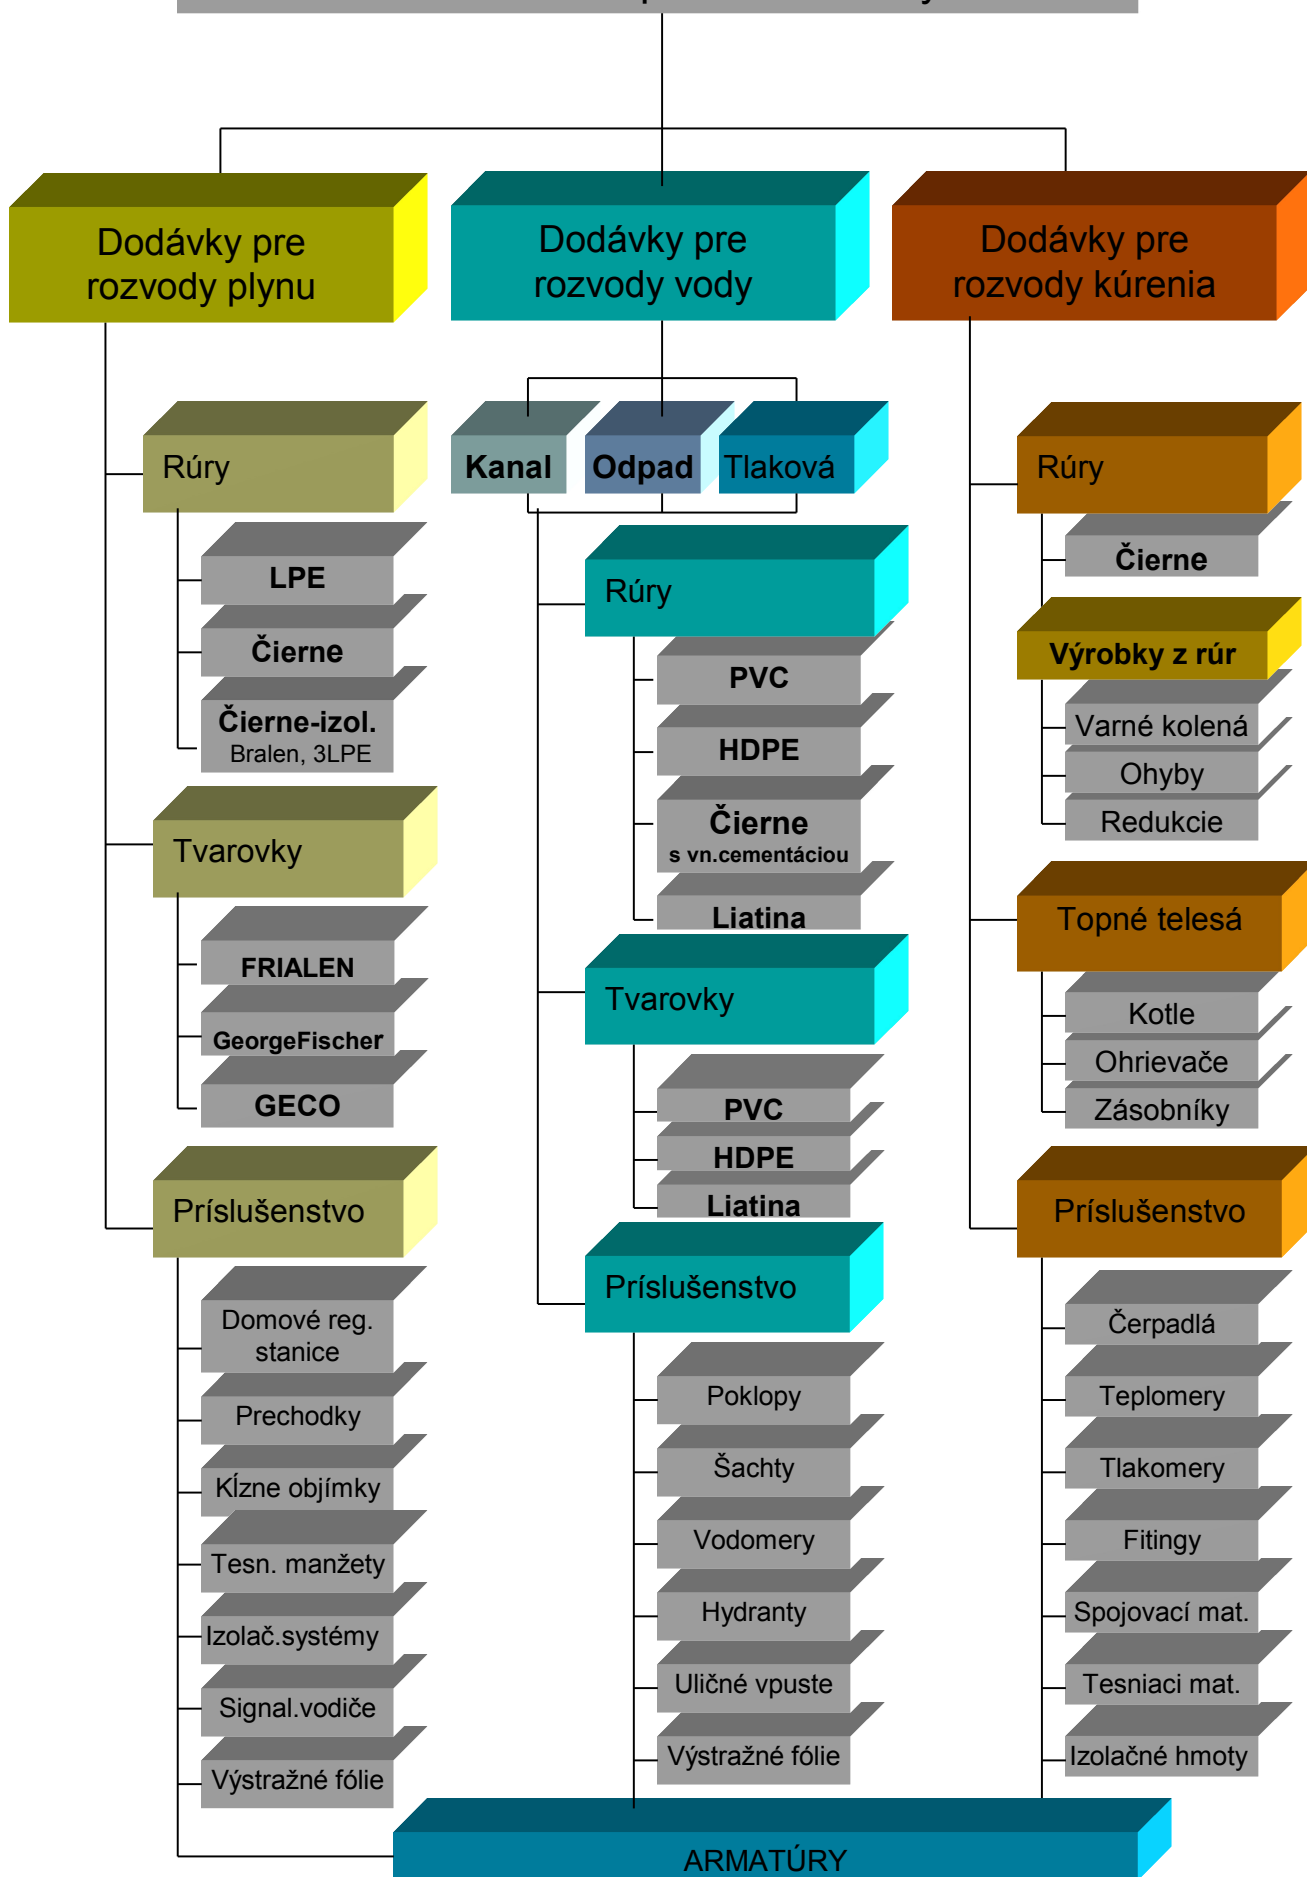 Dodávky pre
rozvody plynu
Dodávky pre
rozvody vody
Dodávky pre
rozvody kúrenia
Rúry
LPE
Čierne
Čierne-izol.
Bralen, 3LPE
Tvarovky
FRIALEN
GeorgeFischer
GECO
Príslušenstvo
Domové reg.
stanice
Prechodky
Kĺzne objímky
Tesn. manžety
Izolač.systémy
Signal.vodiče
Výstražné fólie
Kanal
Odpad
Tlaková
Rúry
PVC
HDPE
Čierne
s vn.cementáciou
Liatina
Tvarovky
PVC
HDPE
Liatina
Príslušenstvo
Poklopy
Šachty
Vodomery
Hydranty
Uličné vpuste
Výstražné fólie
Rúry
Čierne
Výrobky z rúr
Varné kolená
Ohyby
Redukcie
Topné telesá
Kotle
Ohrievače
Zásobníky
Príslušenstvo
Čerpadlá
Teplomery
Tlakomery
Fitingy
Spojovací mat.
Tesniaci mat.
Izolačné hmoty
ARMATÚRY